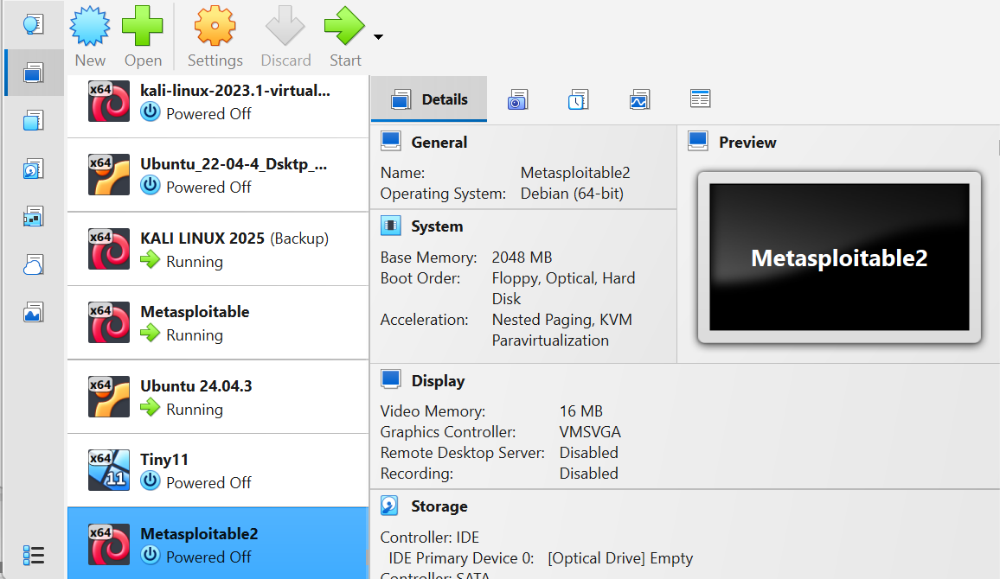 New
Open
Settings
Discard
Start
x64
kali-linux-2023.1-virtual...
Powered Off
x64
Ubuntu_22-04-4_Dsktp_...
Powered Off
x64
KALI LINUX 2025 (Backup)
Running
x64
Metasploitable
Running
x64
Ubuntu 24.04.3
Running
x64
11
Tiny11
Powered Off
x64
Metasploitable2
Powered Off
Details
General
Name: Metasploitable2
Operating System: Debian (64-bit)
System
Base Memory: 2048 MB
Boot Order: Floppy, Optical, Hard
Disk
Acceleration: Nested Paging, KVM
Paravirtualization
Preview
Metasploitable2
Display
Video Memory: 16 MB
Graphics Controller: VMSVGA
Remote Desktop Server: Disabled
Recording: Disabled
Storage
Controller: IDE
IDE Primary Device 0: [Optical Drive] Empty
Controller: SATA